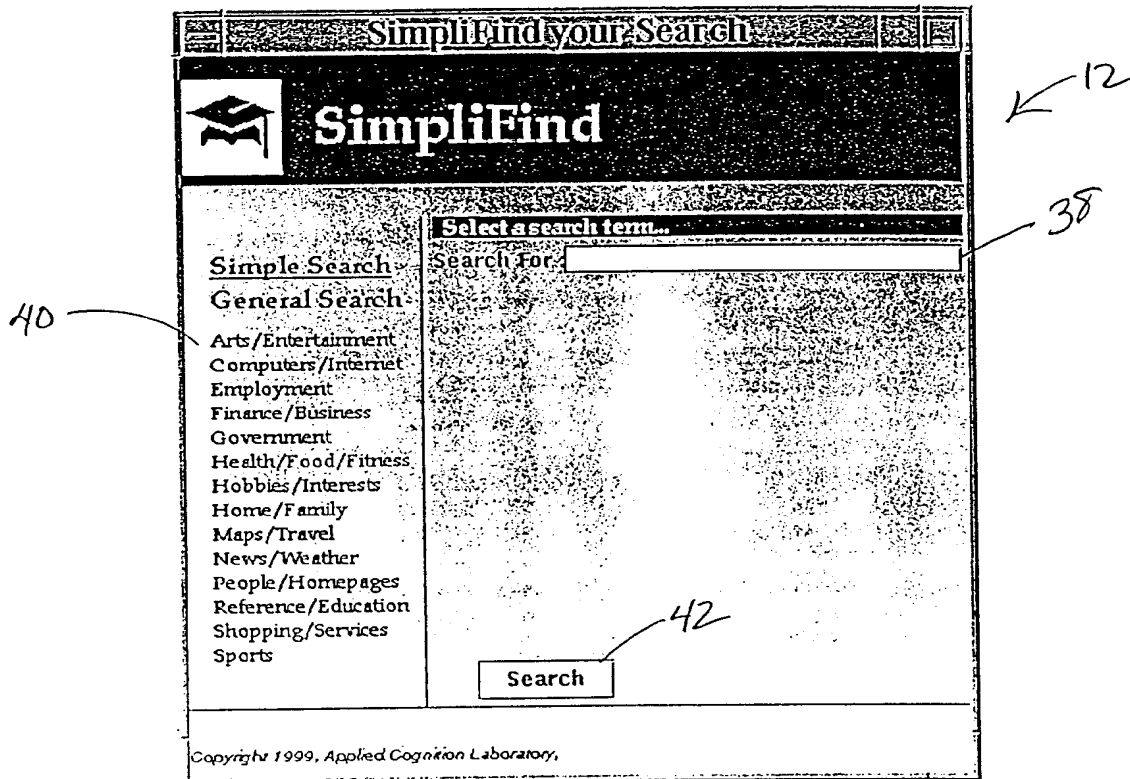 SimpliFind your Search
SimpliFind
12
Select a search term...
38
Search For:
Simple Search
General Search
40
Arts/Entertainment
Computers/Internet
Employment
Finance/Business
Government
Health/Food/Fitness
Hobbies/Interests
Home/Family
Maps/Travel
News/Weather
People/Homepages
Reference/Education
Shopping/Services
Sports
42
Search
Copyright 1999, Applied Cognition Laboratory,